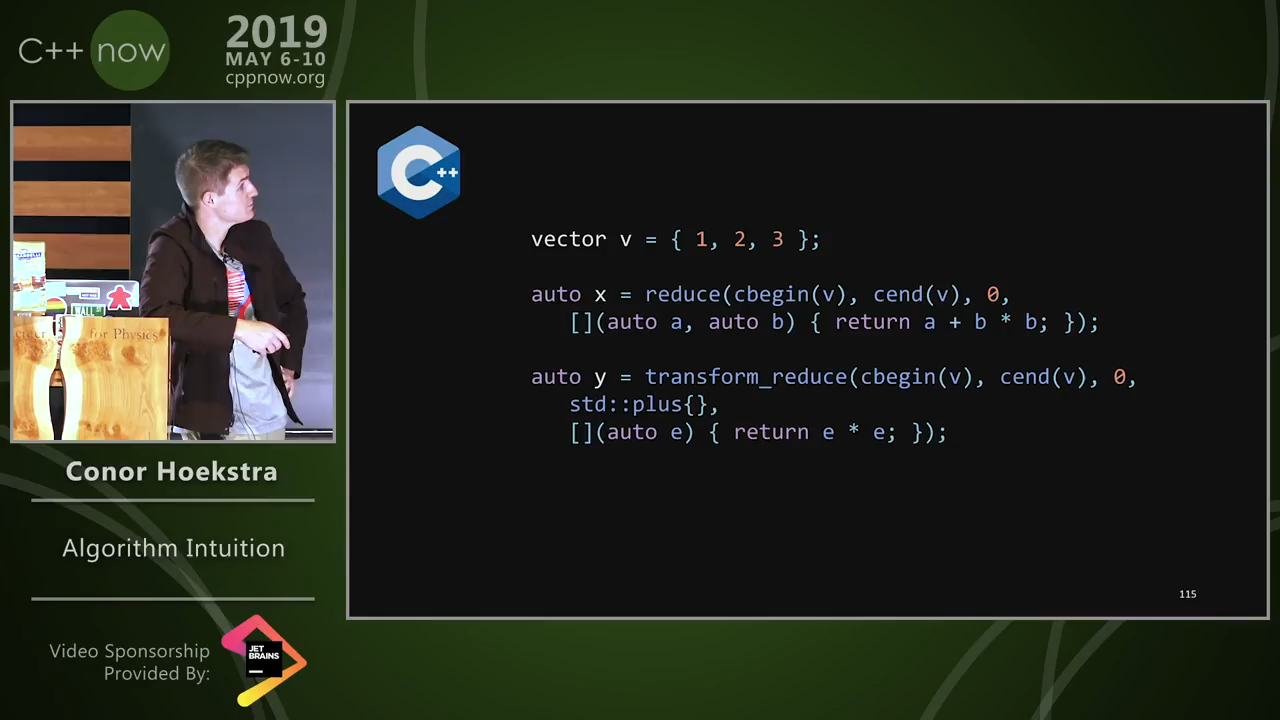 C++ now
2019
MAY 6-10
cppnow.org
for Physics
Conor Hoekstra
Algorithm Intuition
Video Sponsorship
Provided By:
JET
BRAINS
C++
vector v = { 1, 2, 3 };
auto x = reduce(cbegin(v), cend(v), 0,
[](auto a, auto b) { return a + b * b; });
auto y = transform_reduce(cbegin(v), cend(v), 0,
std::plus{},
[](auto e) { return e * e; });
115